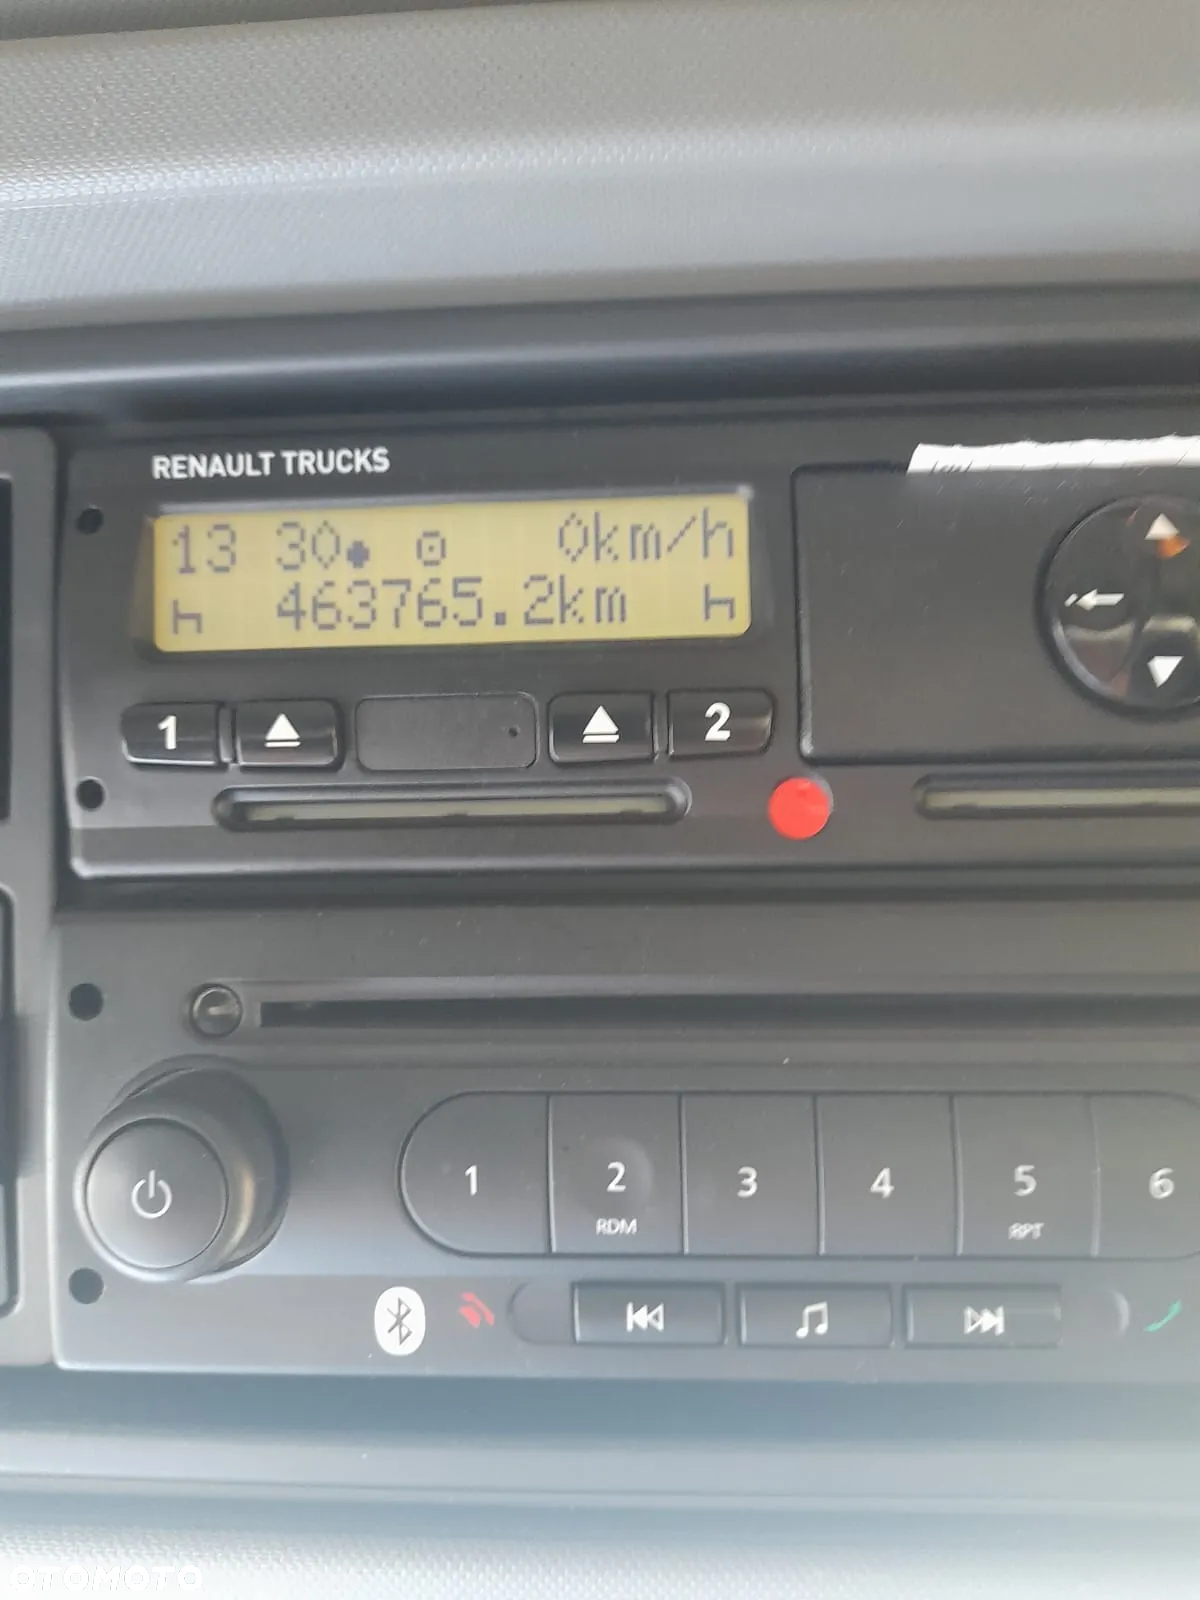 RENAULT TRUCKS
13 30 0km/h
463765.2km
1
2
1 2 3 4 5 6
RDM RPT
OTOMOTO